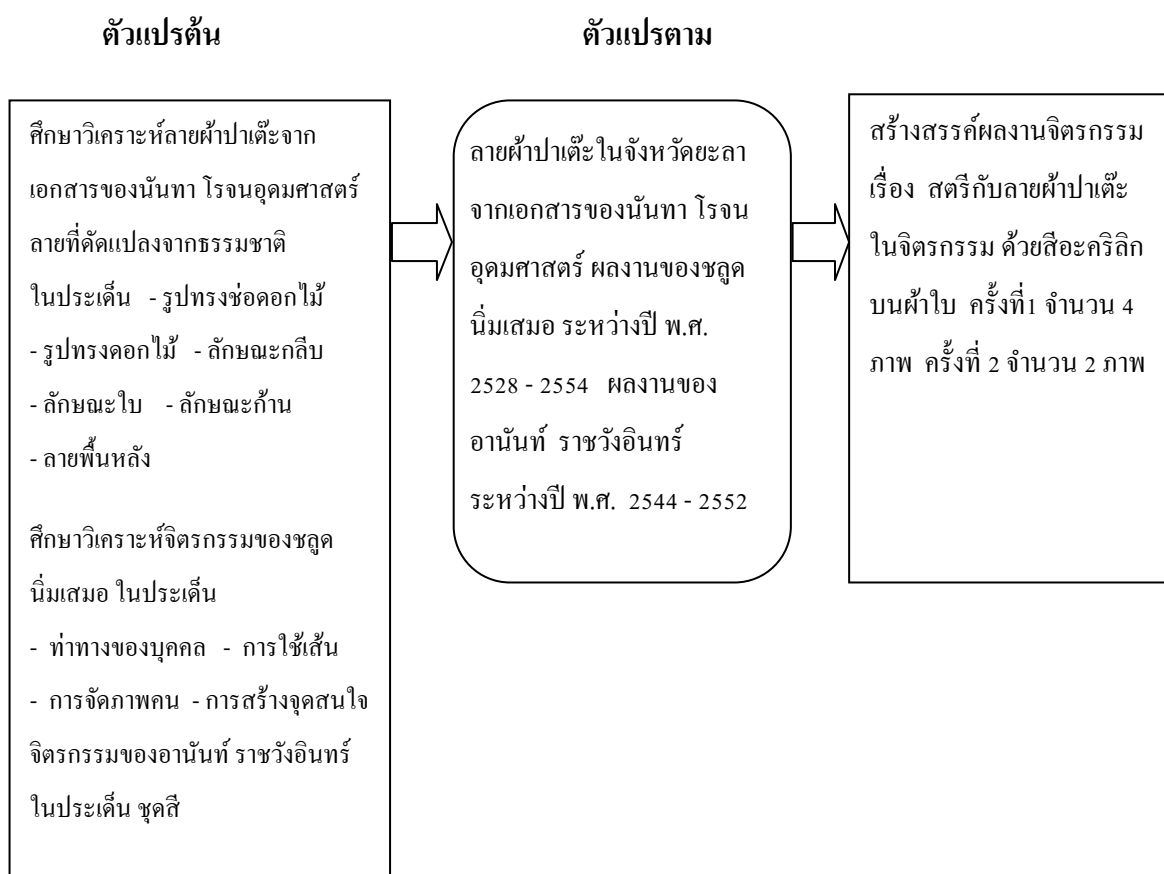 ตัวแปรต้น
ตัวแปรตาม
ศึกษาวิเคราะห์ลายผ้าปาเต๊ะจาก
เอกสารของนันทา โรจนอุดมศาสตร์
ลายที่ดัดแปลงจากธรรมชาติ
ในประเด็น - รูปทรงช่อดอกไม้
- รูปทรงดอกไม้ - ลักษณะกลีบ
- ลักษณะใบ - ลักษณะก้าน
- ลายพื้นหลัง
ศึกษาวิเคราะห์จิตรกรรมของชลูด
นิ่มเสมอ ในประเด็น
- ท่าทางของบุคคล - การใช้เส้น
- การจัดภาพคน - การสร้างจุดสนใจ
จิตรกรรมของอานันท์ ราชวังอินทร์
ในประเด็น ชุดสี
ลายผ้าปาเต๊ะในจังหวัดยะลา
จากเอกสารของนันทา โรจน
อุดมศาสตร์ ผลงานของชลูด
นิ่มเสมอ ระหว่างปี พ.ศ.
2528 - 2554 ผลงานของ
อานันท์ ราชวังอินทร์
ระหว่างปี พ.ศ. 2544 - 2552
สร้างสรรค์ผลงานจิตรกรรม
เรื่อง สตรีกับลายผ้าปาเต๊ะ
ในจิตรกรรม ด้วยสีอะคริลิก
บนผ้าใบ ครั้งที่1 จำนวน 4
ภาพ ครั้งที่ 2 จำนวน 2 ภาพ